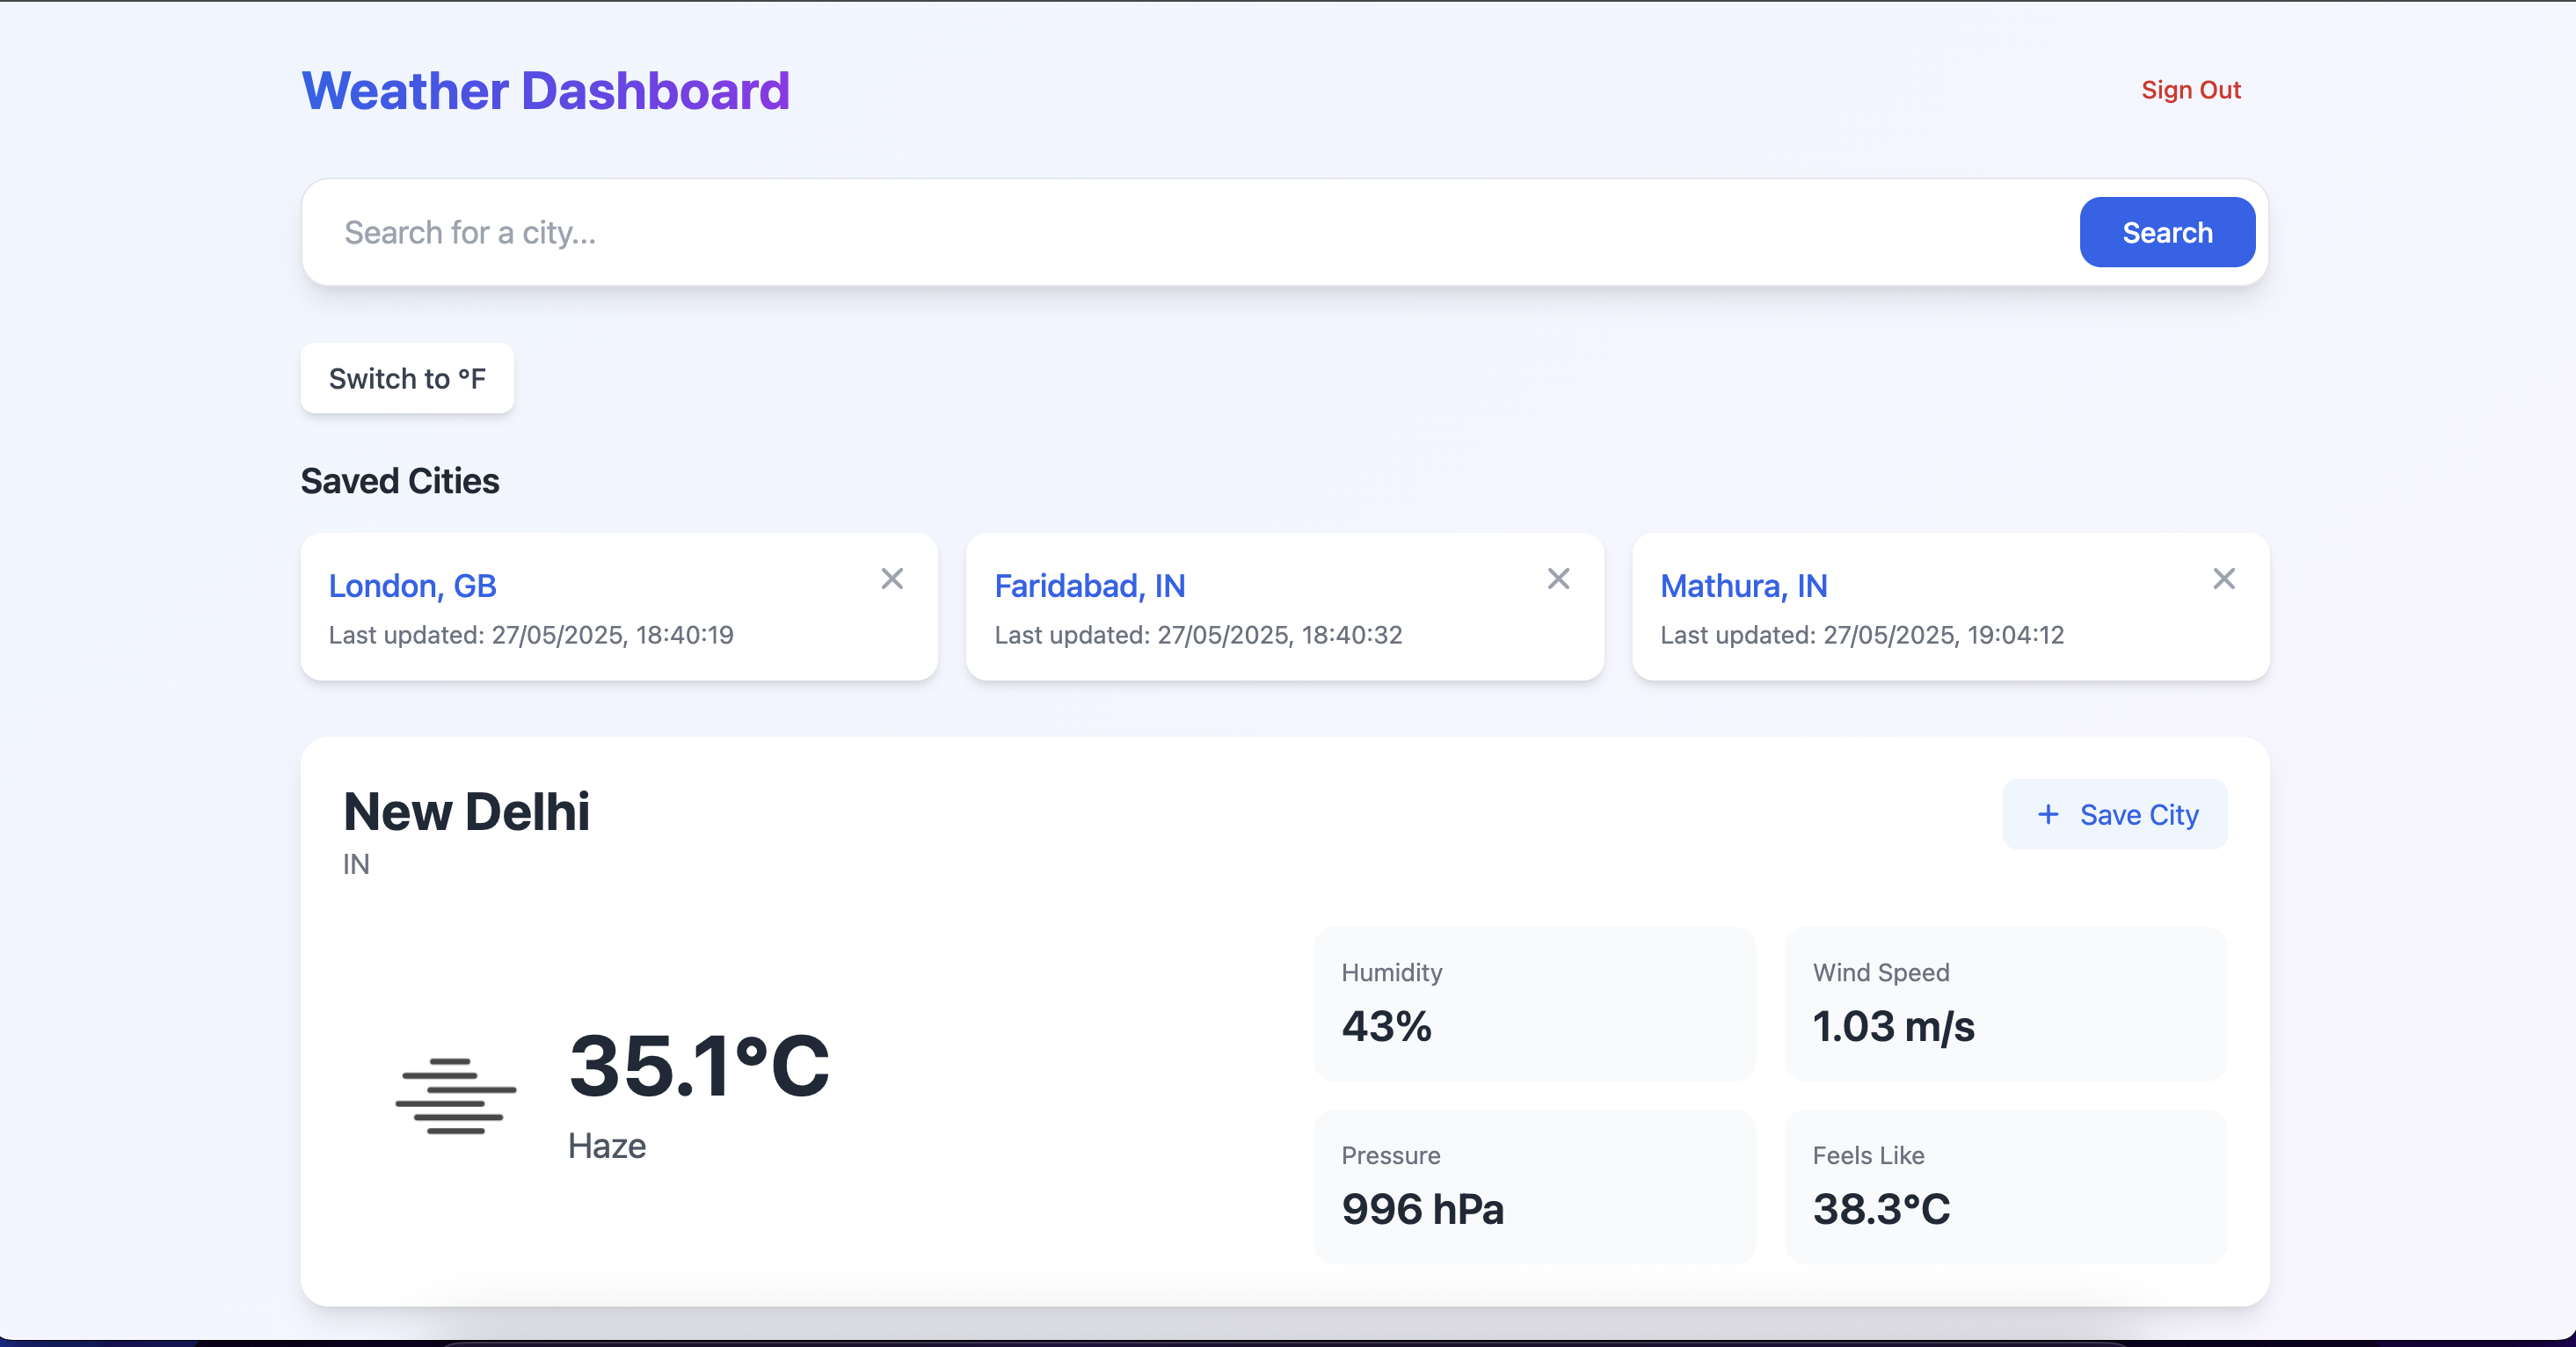 Weather Dashboard
Sign Out
Search for a city...
Search
Switch to °F
Saved Cities
London, GB
Last updated: 27/05/2025, 18:40:19
Faridabad, IN
Last updated: 27/05/2025, 18:40:32
Mathura, IN
Last updated: 27/05/2025, 19:04:12
New Delhi
IN
+ Save City
35.1°C
Haze
Humidity
43%
Wind Speed
1.03 m/s
Pressure
996 hPa
Feels Like
38.3°C